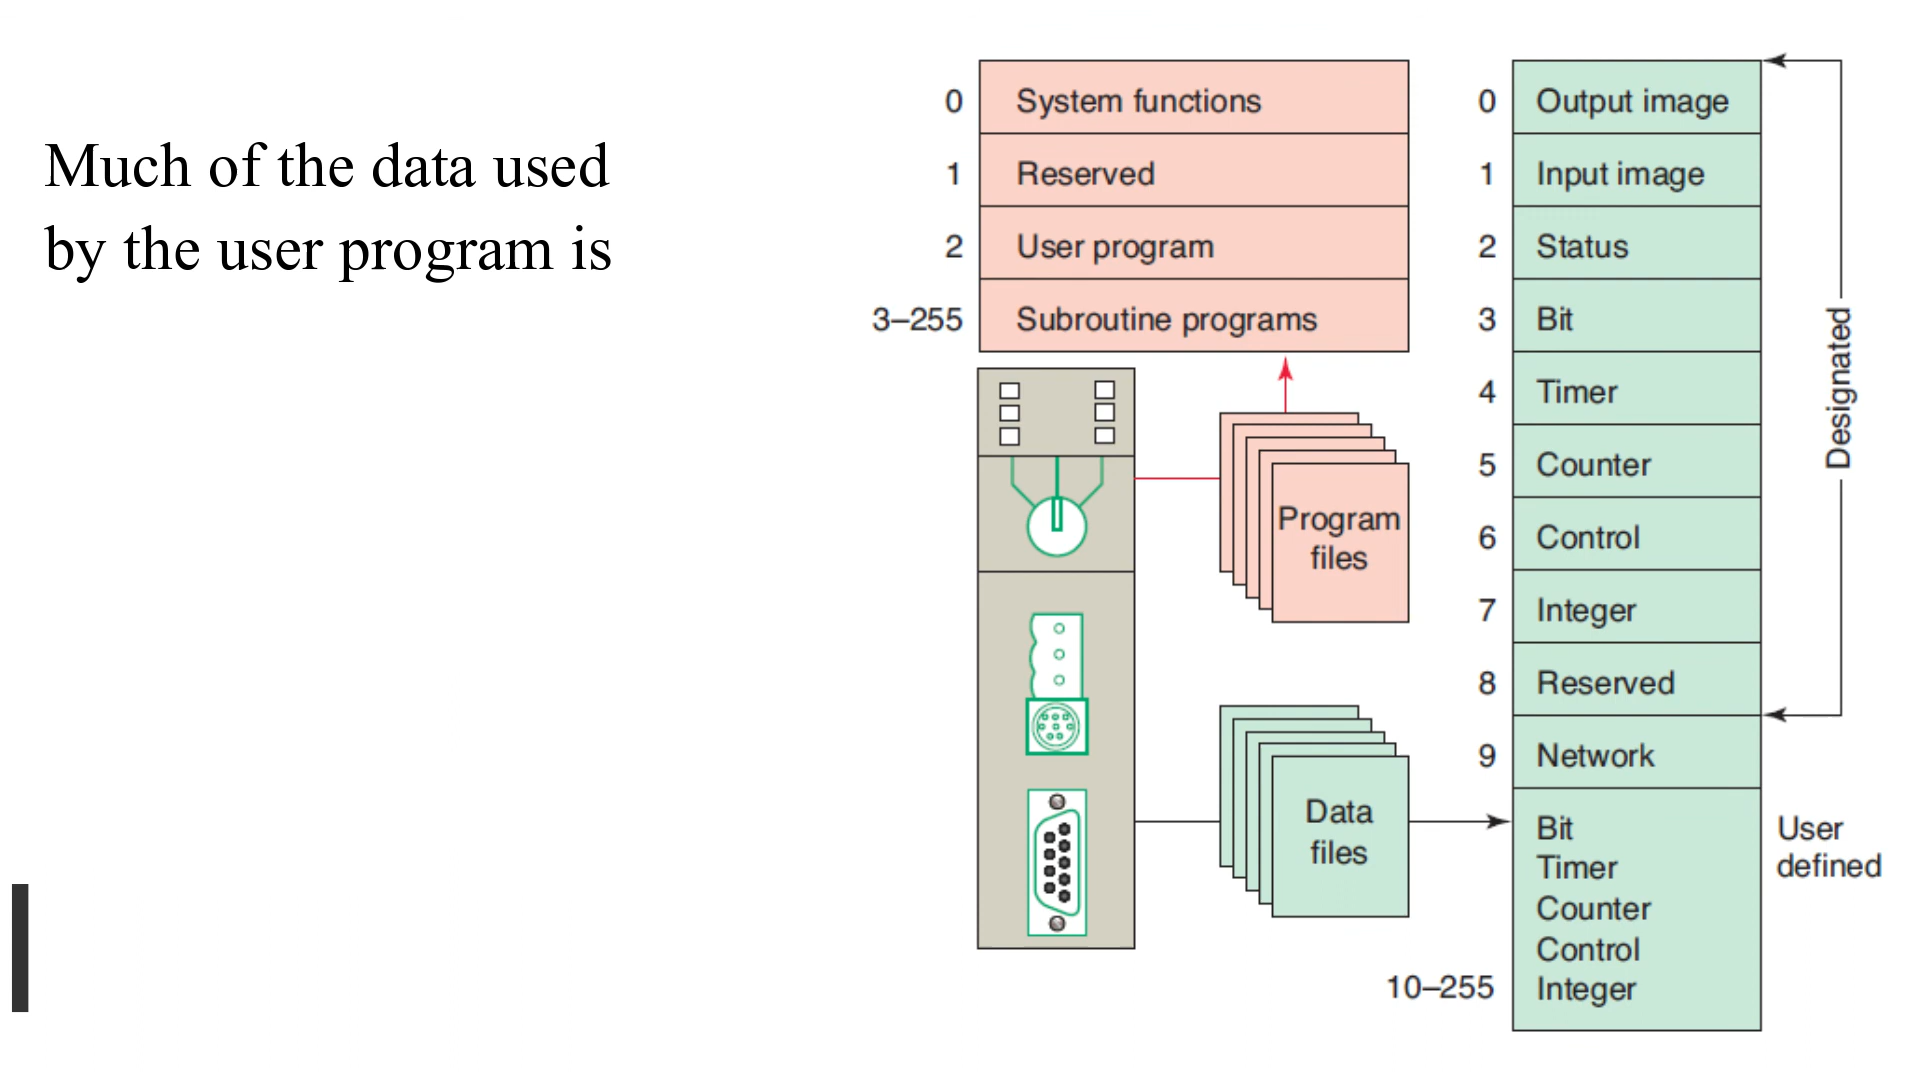 Much of the data used
by the user program is
0 System functions
1 Reserved
2 User program
3–255 Subroutine programs
Program
files
Data
files
0 Output image
1 Input image
2 Status
3 Bit
4 Timer
5 Counter
6 Control
7 Integer
8 Reserved
9 Network
Bit
Timer
Counter
Control
10–255 Integer
Designated
User
defined